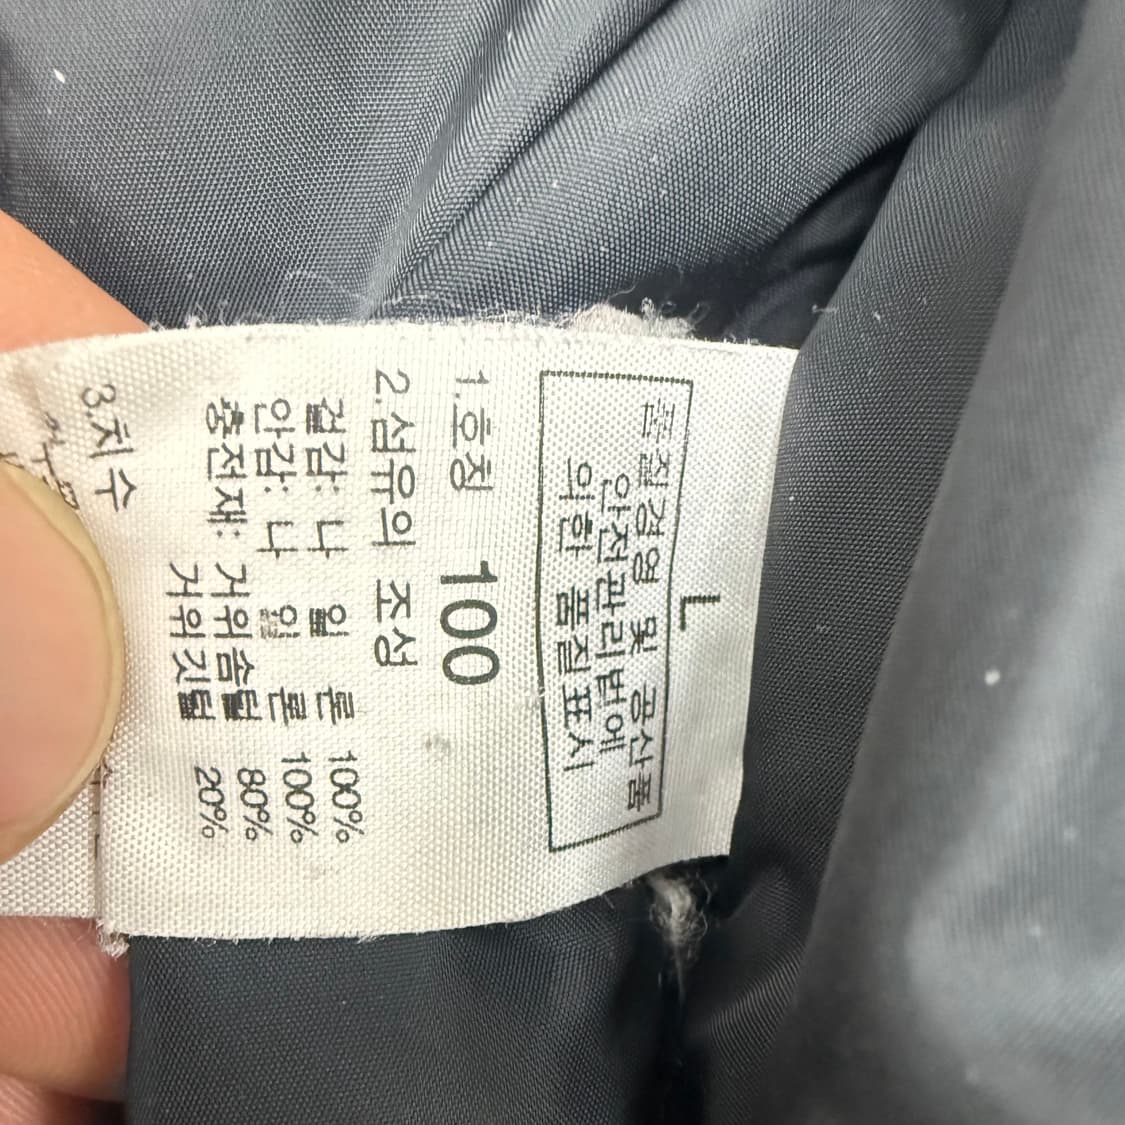 L
품질경영 및 공산품
안전관리법에
의한 품질표시
1.호칭 100
2.섬유의 조성
겉감: 나일론 100%
안감: 나일론 100%
충전재: 거위솜털 80%
거위깃털 20%
3.치수